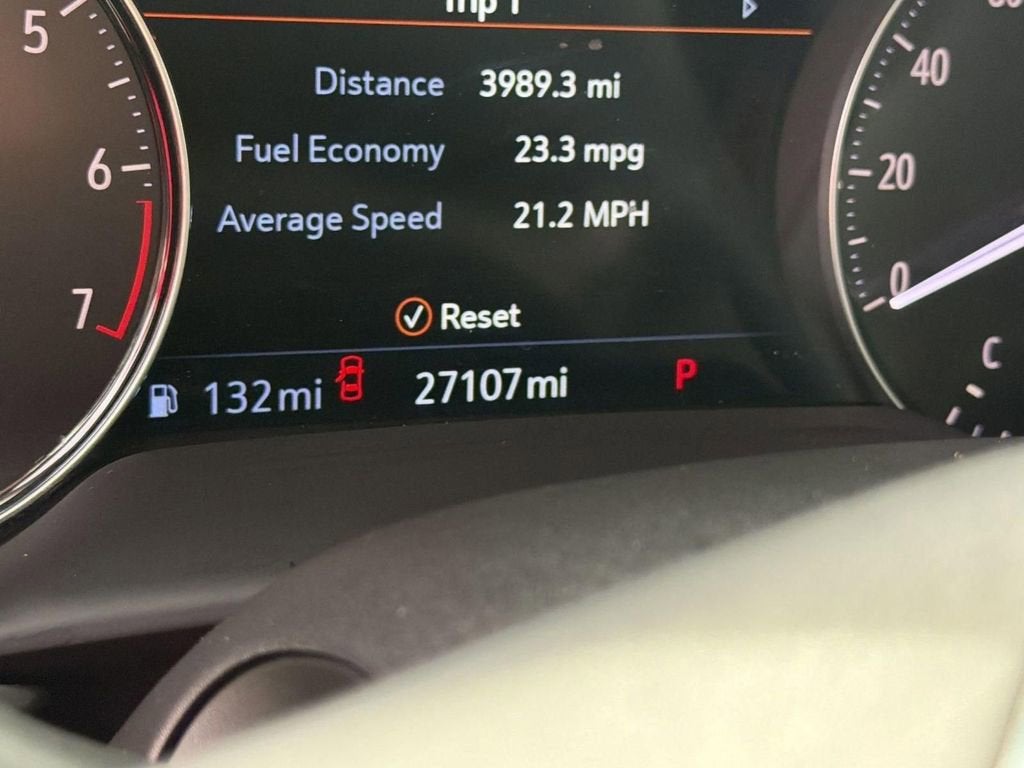 5
6
7
Distance 3989.3 mi
Fuel Economy 23.3 mpg
Average Speed 21.2 MPH
Reset
132 mi 27107 mi P
40
20
0
C